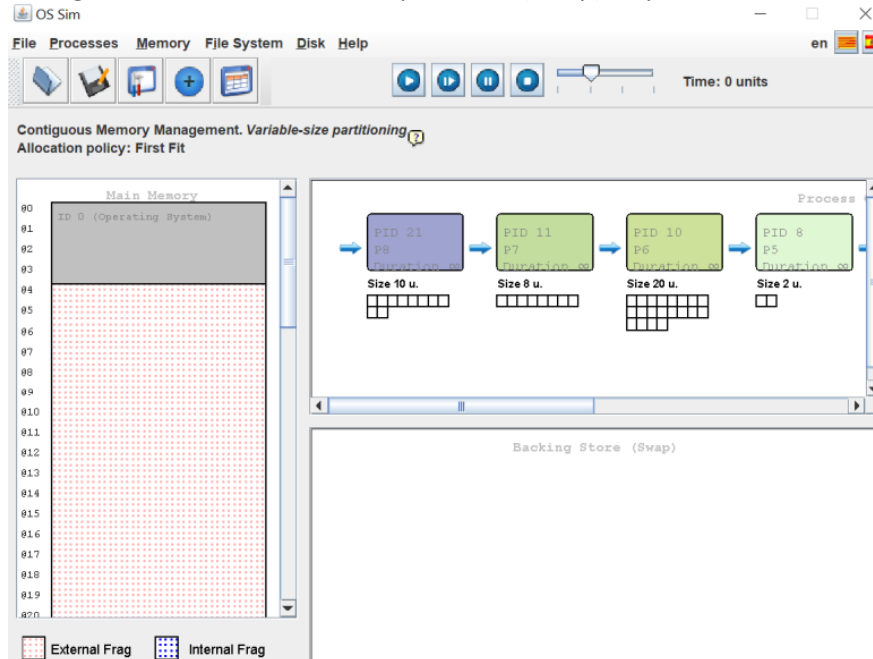 OS Sim
File Processes Memory File System Disk Help en
Time: 0 units
Contiguous Memory Management. Variable-size partitioning
Allocation policy: First Fit
Main Memory
Process
ID 0 (Operating System)
@0
@1
@2
@3
@4
@5
@6
@7
@8
@9
@10
@11
@12
@13
@14
@15
@16
@17
@18
@19
@20
PID 21
P8
Duration ∞
Size 10 u.
PID 11
P7
Duration ∞
Size 8 u.
PID 10
P6
Duration ∞
Size 20 u.
PID 8
P5
Duration ∞
Size 2 u.
Backing Store (Swap)
External Frag Internal Frag